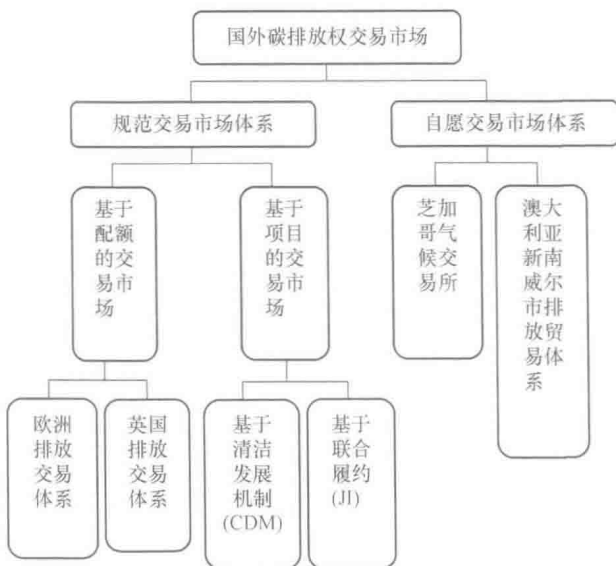 国外碳排放权交易市场
规范交易市场体系
自愿交易市场体系
基于
配额
的交
易市
场
基于
项目
的交
易市
场
芝加
哥气
候交
易所
澳大
利亚
新南
威尔
市排
放贸
易体
系
欧洲
排放
交易
体系
英国
排放
交易
体系
基于
清洁
发展
机制
(CDM)
基于
联合
履约
(JI)